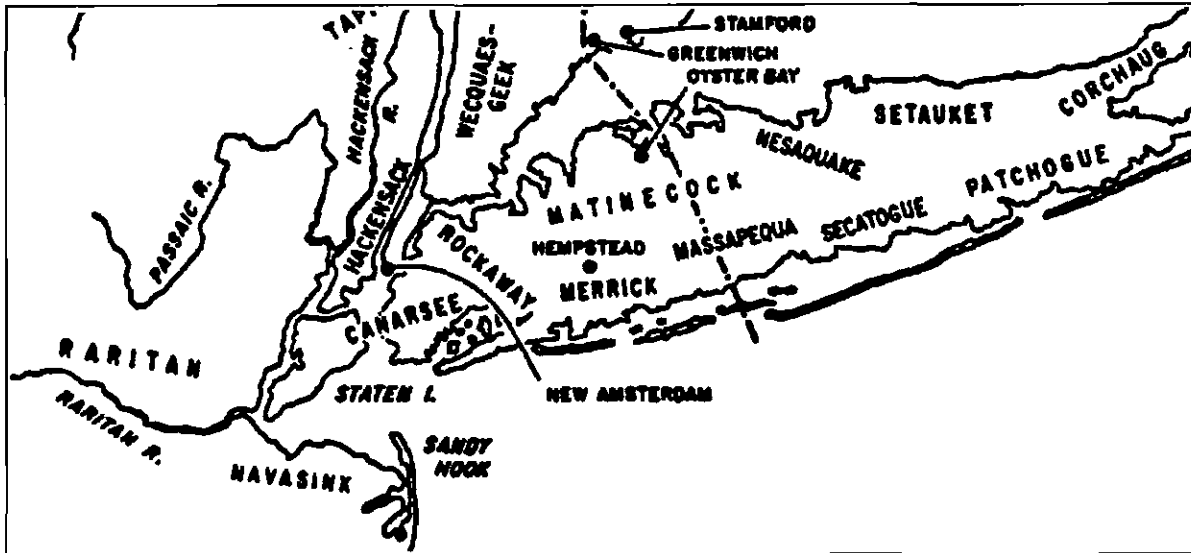 STAMFORD
GREENWICH
OYSTER BAY
HACKENSACK
R.
WECQUAES-
GEEK
SETAUKET
CORCHAUG
NESAQUAKE
PASSAIC R.
HACKENSACK
MATINECOCK
PATCHOGUE
SECATOGUE
MASSAPEQUA
ROCKAWAY
HEMPSTEAD
MERRICK
CANARSEE
RARITAN
RARITAN R.
STATEN I.
NEW AMSTERDAM
SANDY
HOOK
NAVASINK